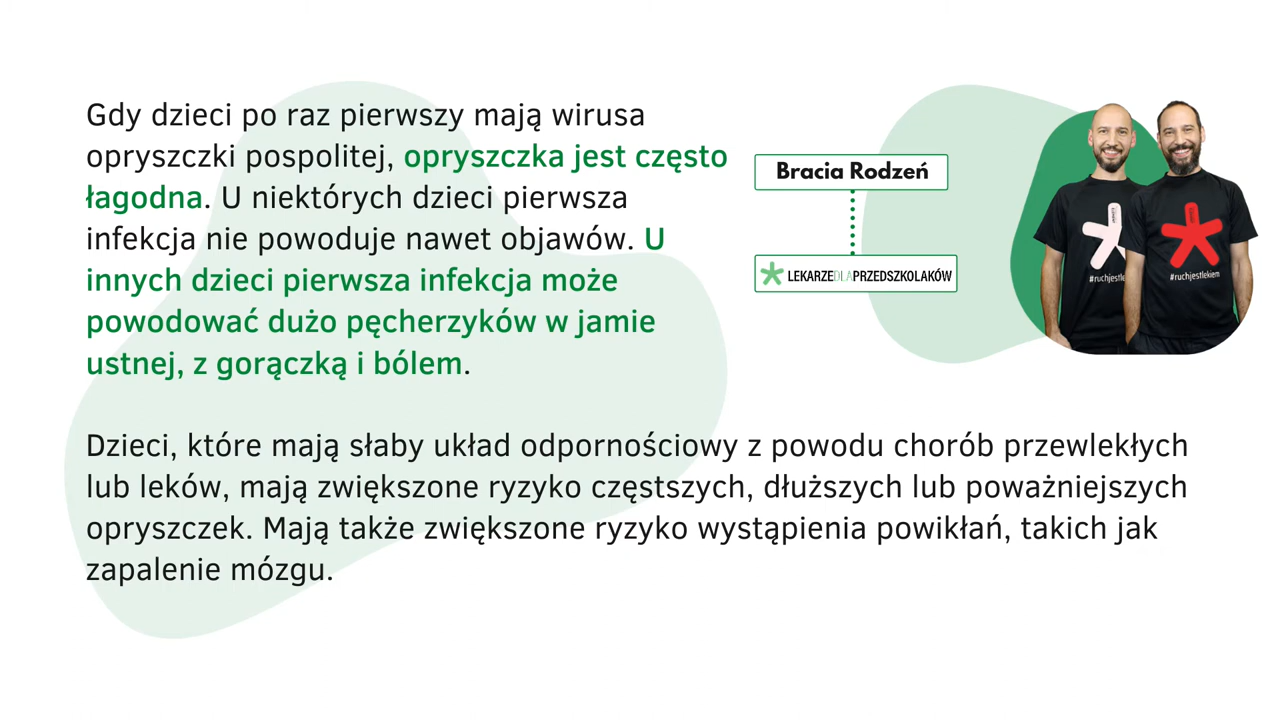 Gdy dzieci po raz pierwszy mają wirusa
opryszczki pospolitej, opryszczka jest często
łagodna. U niektórych dzieci pierwsza
infekcja nie powoduje nawet objawów. U
innych dzieci pierwsza infekcja może
powodować dużo pęcherzyków w jamie
ustnej, z gorączką i bólem.
Bracia Rodzeń
LEKARZEDLAPRZEDSZKOLAKÓW
#ruchjestle
#ruchjestlekiem
Dzieci, które mają słaby układ odpornościowy z powodu chorób przewlekłych
lub leków, mają zwiększone ryzyko częstszych, dłuższych lub poważniejszych
opryszczek. Mają także zwiększone ryzyko wystąpienia powikłań, takich jak
zapalenie mózgu.